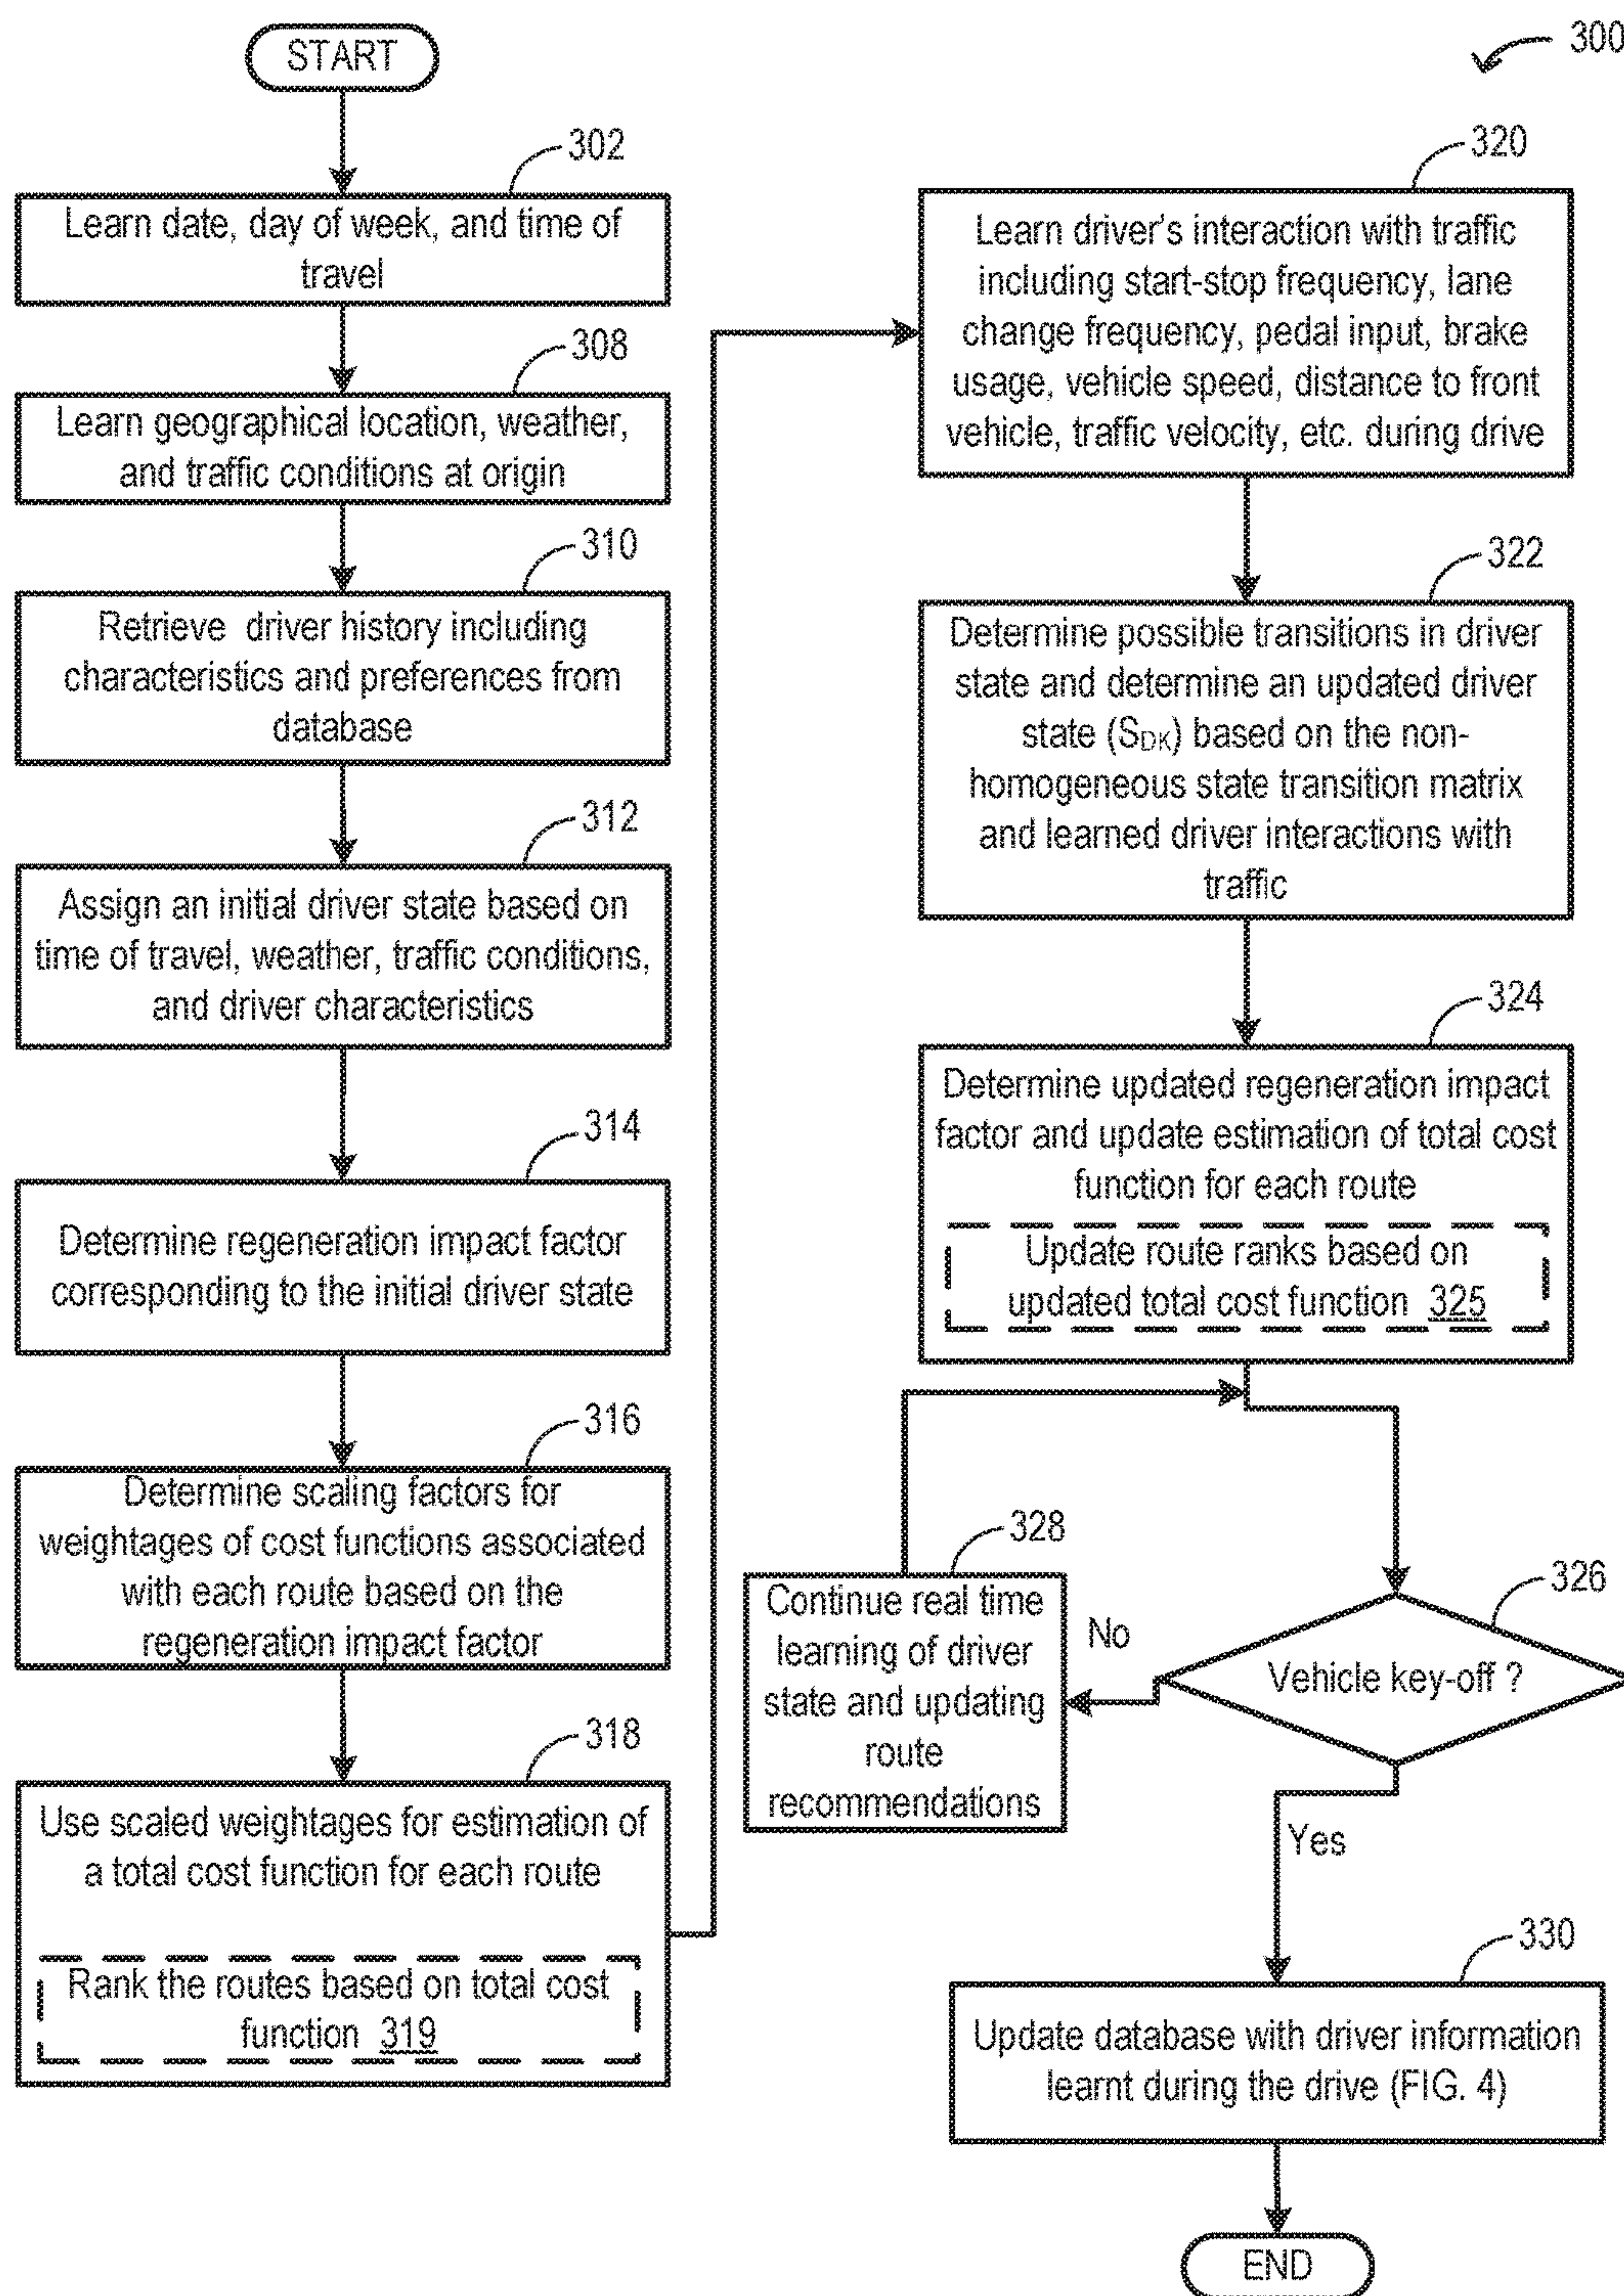 300
START
302
Learn date, day of week, and time of
travel
308
Learn geographical location, weather,
and traffic conditions at origin
310
Retrieve driver history including
characteristics and preferences from
database
312
Assign an initial driver state based on
time of travel, weather, traffic conditions,
and driver characteristics
314
Determine regeneration impact factor
corresponding to the initial driver state
316
Determine scaling factors for
weightages of cost functions associated
with each route based on the
regeneration impact factor
318
Use scaled weightages for estimation of
a total cost function for each route
Rank the routes based on total cost
function 319
320
Learn driver's interaction with traffic
including start-stop frequency, lane
change frequency, pedal input, brake
usage, vehicle speed, distance to front
vehicle, traffic velocity, etc. during drive
322
Determine possible transitions in driver
state and determine an updated driver
state (SDK) based on the non-
homogeneous state transition matrix
and learned driver interactions with
traffic
324
Determine updated regeneration impact
factor and update estimation of total cost
function for each route
Update route ranks based on
updated total cost function 325
326
Vehicle key-off ?
No
328
Continue real time
learning of driver
state and updating
route
recommendations
Yes
330
Update database with driver information
learnt during the drive (FIG. 4)
END